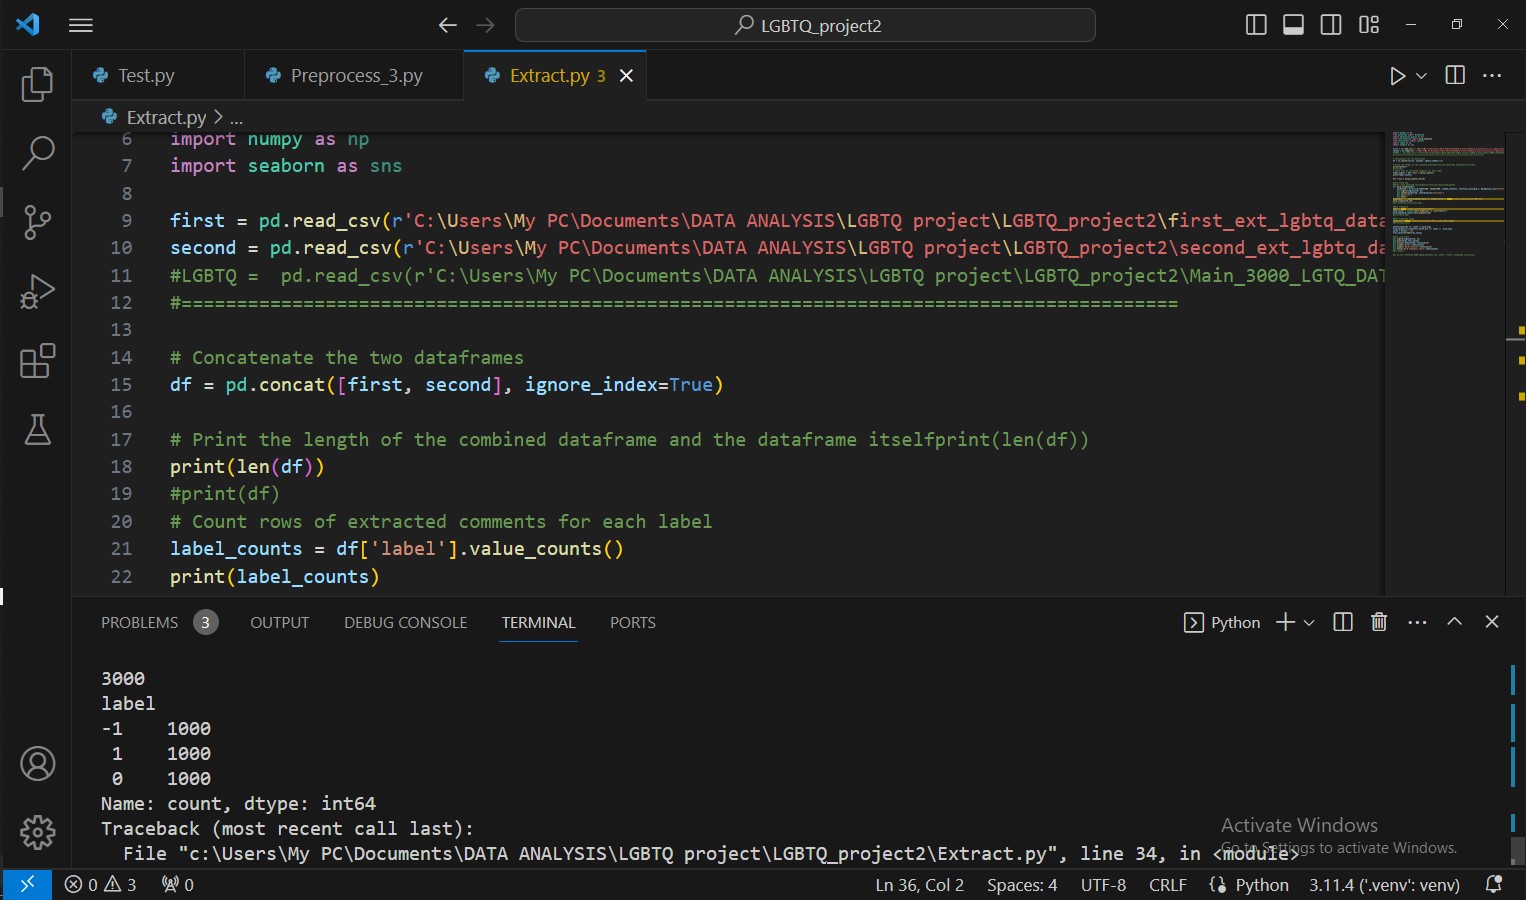 LGBTQ_project2
Test.py
Preprocess_3.py
Extract.py 3
Extract.py > ...
6 import numpy as np
7 import seaborn as sns
8
9 first = pd.read_csv(r'C:\Users\My PC\Documents\DATA ANALYSIS\LGBTQ project\LGBTQ_project2\first_ext_lgbtq_data
10 second = pd.read_csv(r'C:\Users\My PC\Documents\DATA ANALYSIS\LGBTQ project\LGBTQ_project2\second_ext_lgbtq_da
11 #LGBTQ =  pd.read_csv(r'C:\Users\My PC\Documents\DATA ANALYSIS\LGBTQ project\LGBTQ_project2\Main_3000_LGTQ_DAT
12 #==========================================================================================
13
14 # Concatenate the two dataframes
15 df = pd.concat([first, second], ignore_index=True)
16
17 # Print the length of the combined dataframe and the dataframe itselfprint(len(df))
18 print(len(df))
19 #print(df)
20 # Count rows of extracted comments for each label
21 label_counts = df['label'].value_counts()
22 print(label_counts)
PROBLEMS 3 OUTPUT DEBUG CONSOLE TERMINAL PORTS
Python
3000
label
-1    1000
1    1000
0    1000
Name: count, dtype: int64
Traceback (most recent call last):
File "c:\Users\My PC\Documents\DATA ANALYSIS\LGBTQ project\LGBTQ_project2\Extract.py", line 34, in <module>
Activate Windows
Go to Settings to activate Windows.
0 3 0 Ln 36, Col 2 Spaces: 4 UTF-8 CRLF Python 3.11.4 ('.venv': venv)